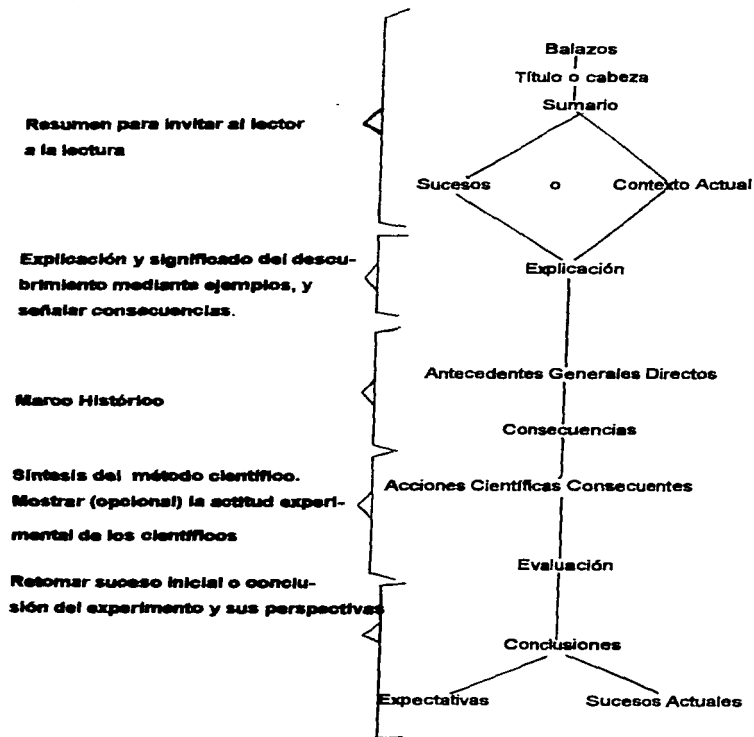 Balazos
Título o cabeza
Sumario
Resumen para invitar al lector
a la lectura
Sucesos o Contexto Actual
Explicación y significado del descu-
brimiento mediante ejemplos, y
señalar consecuencias.
Explicación
Antecedentes Generales Directos
Marco Histórico
Consecuencias
Síntesis del método científico.
Mostrar (opcional) la actitud experi-
mental de los científicos
Acciones Científicas Consecuentes
Evaluación
Retomar suceso inicial o conclu-
sión del experimento y sus perspectivas
Conclusiones
Expectativas Sucesos Actuales